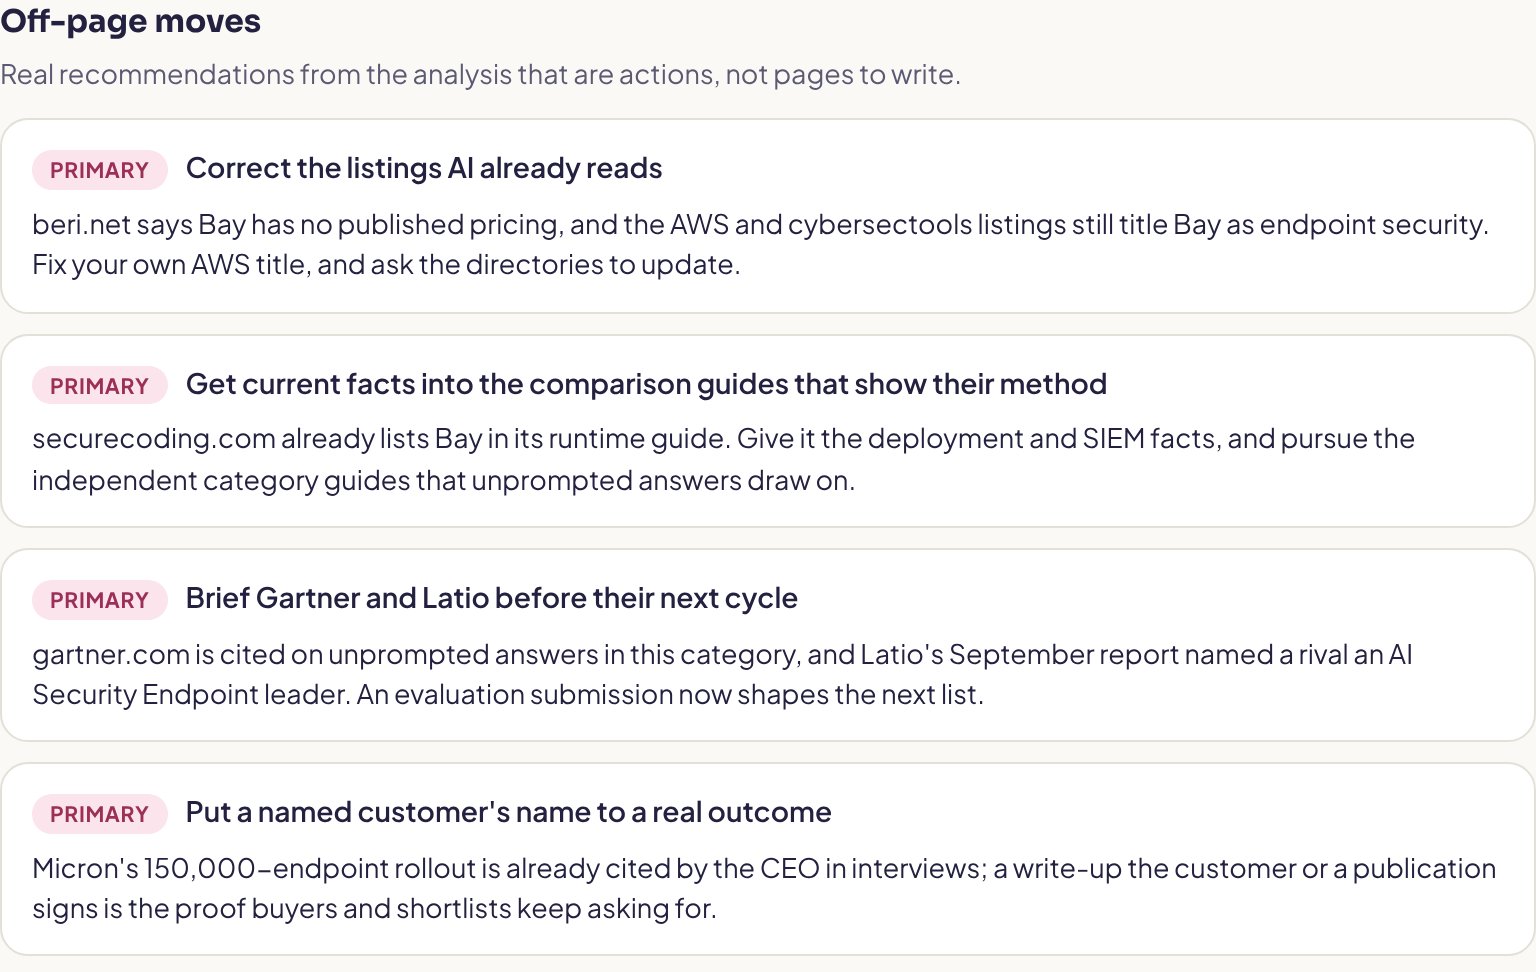 Off-page moves
Real recommendations from the analysis that are actions, not pages to write.
PRIMARY Correct the listings AI already reads
beri.net says Bay has no published pricing, and the AWS and cybersectools listings still title Bay as endpoint security.
Fix your own AWS title, and ask the directories to update.
PRIMARY Get current facts into the comparison guides that show their method
securecoding.com already lists Bay in its runtime guide. Give it the deployment and SIEM facts, and pursue the
independent category guides that unprompted answers draw on.
PRIMARY Brief Gartner and Latio before their next cycle
gartner.com is cited on unprompted answers in this category, and Latio's September report named a rival an AI
Security Endpoint leader. An evaluation submission now shapes the next list.
PRIMARY Put a named customer's name to a real outcome
Micron's 150,000–endpoint rollout is already cited by the CEO in interviews; a write-up the customer or a publication
signs is the proof buyers and shortlists keep asking for.